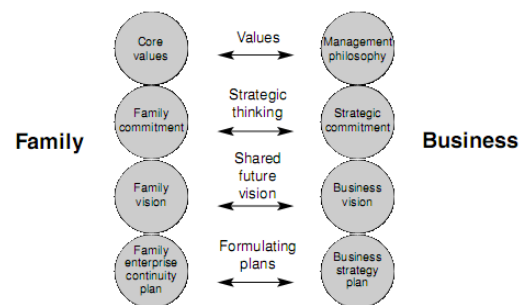 Core
values
Values
Management
philosophy
Family
commitment
Strategic
thinking
Strategic
commitment
Family
Business
Family
vision
Shared
future
vision
Business
vision
Family
enterprise
continuity
plan
Formulating
plans
Business
strategy
plan